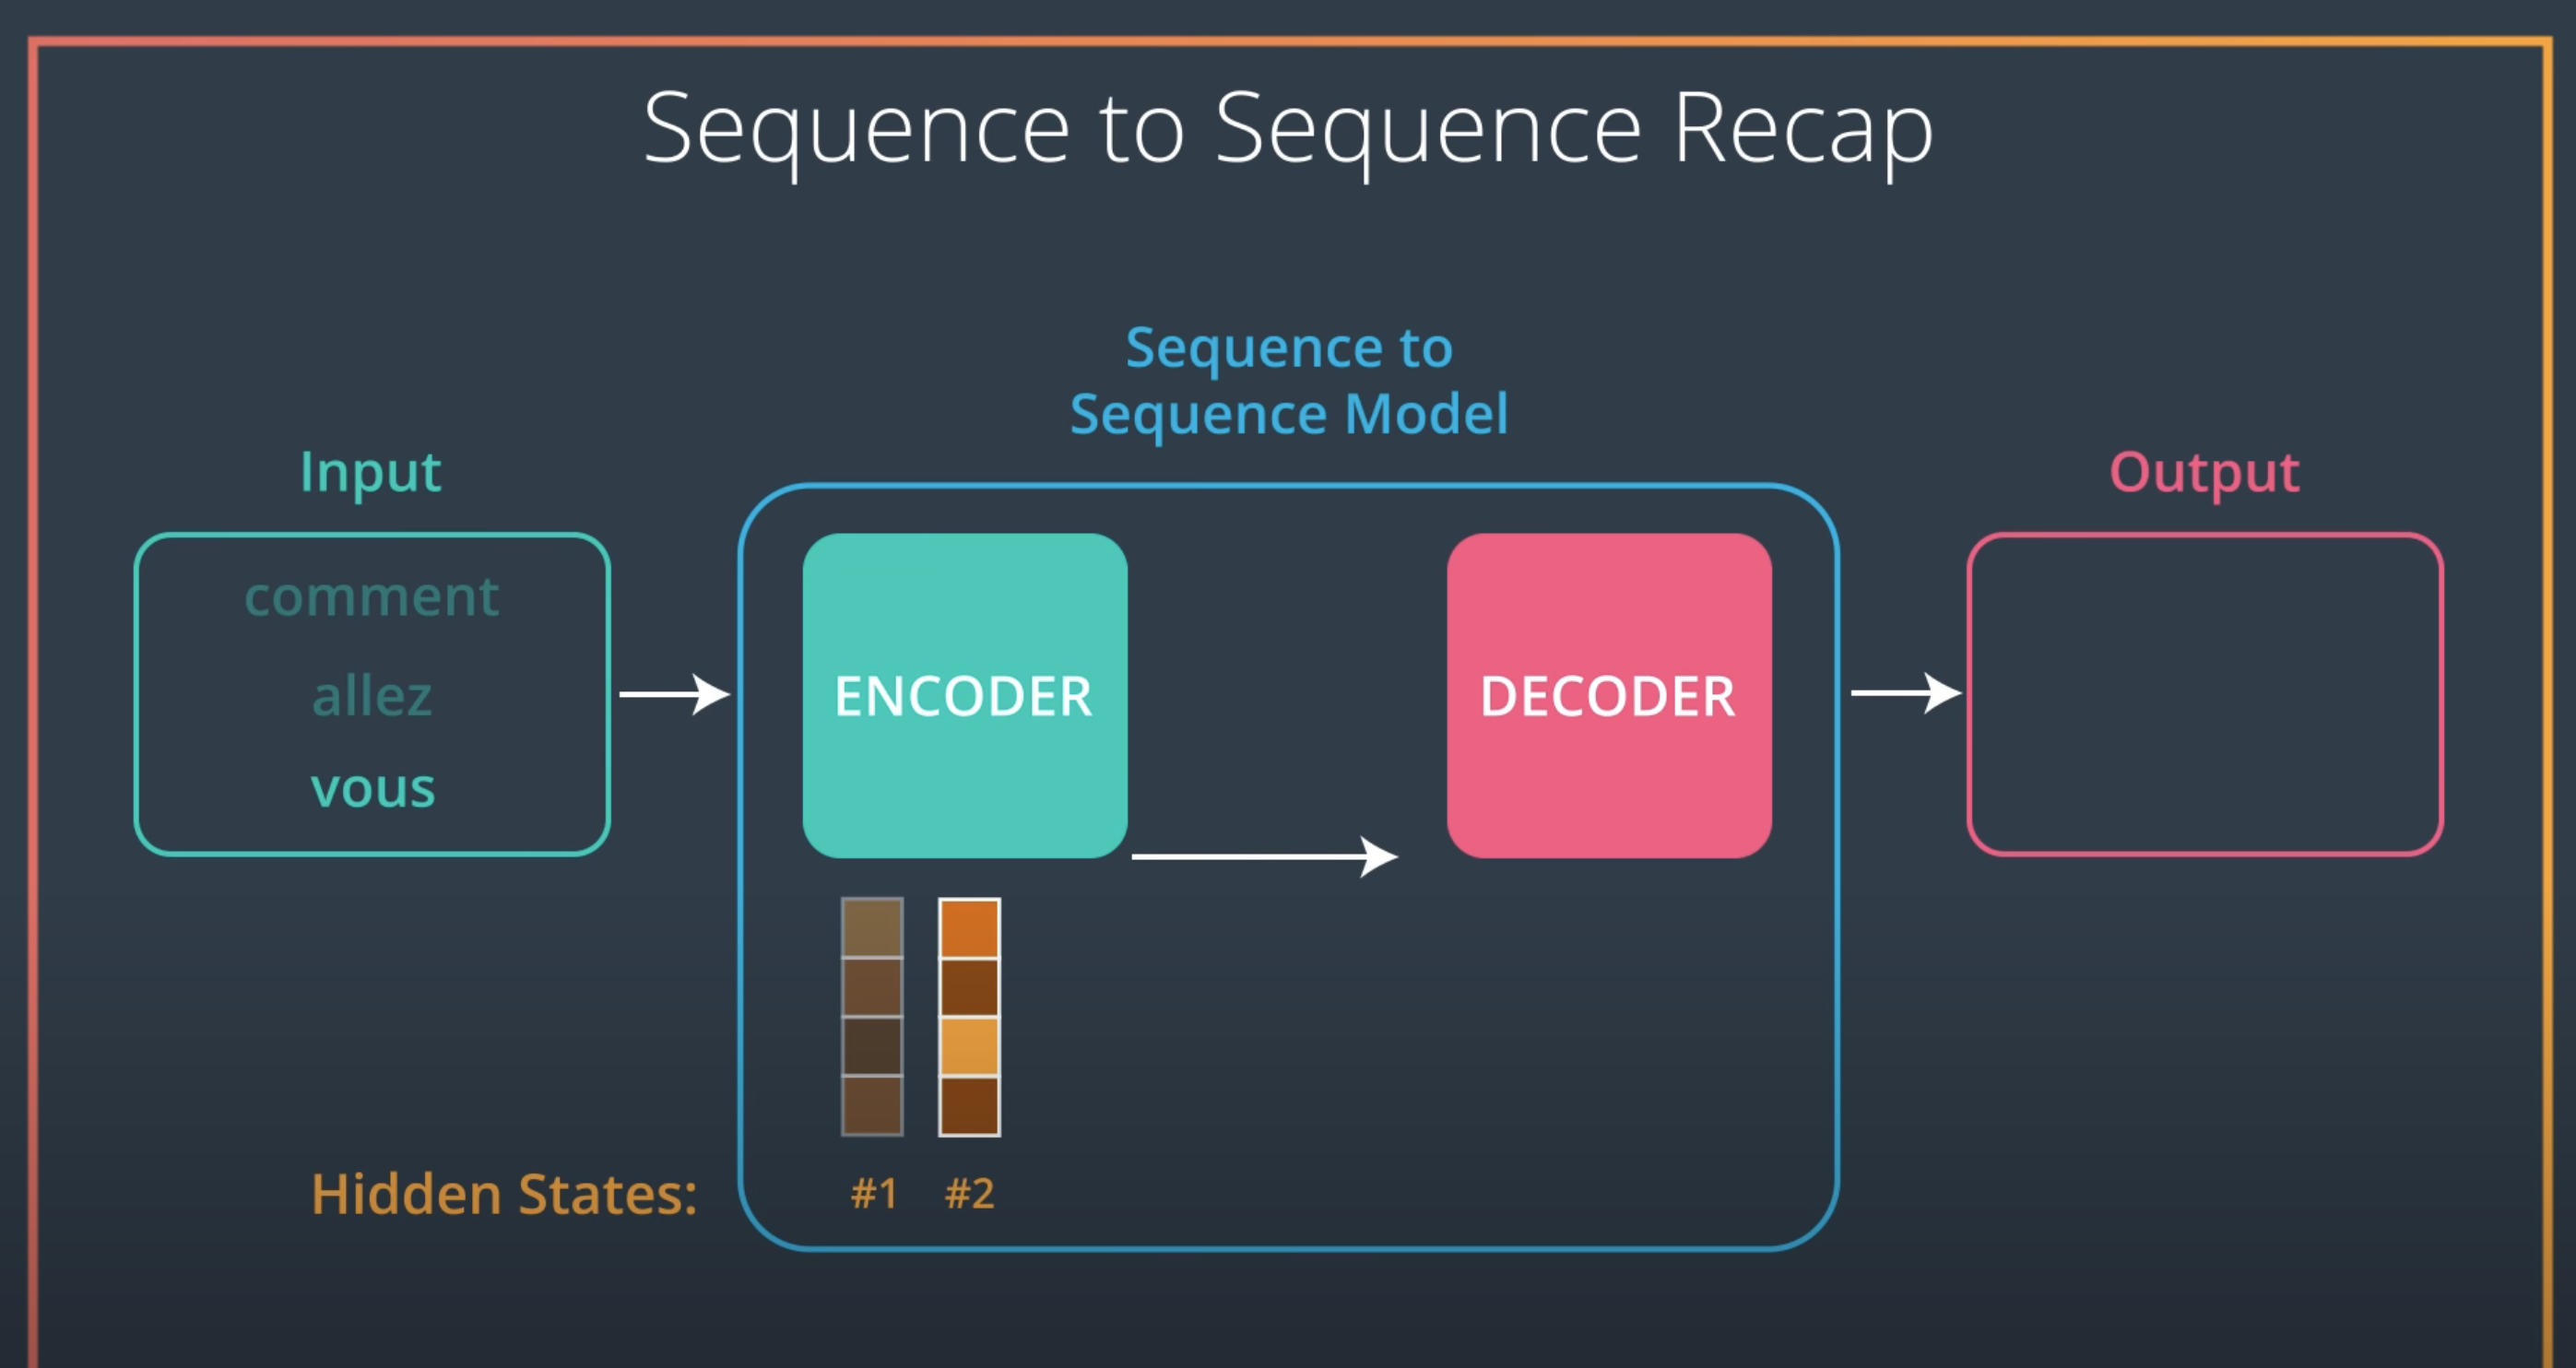 Sequence to Sequence Recap
Sequence to
Sequence Model
Input
Output
comment
allez
vous
ENCODER
DECODER
Hidden States:
#1
#2